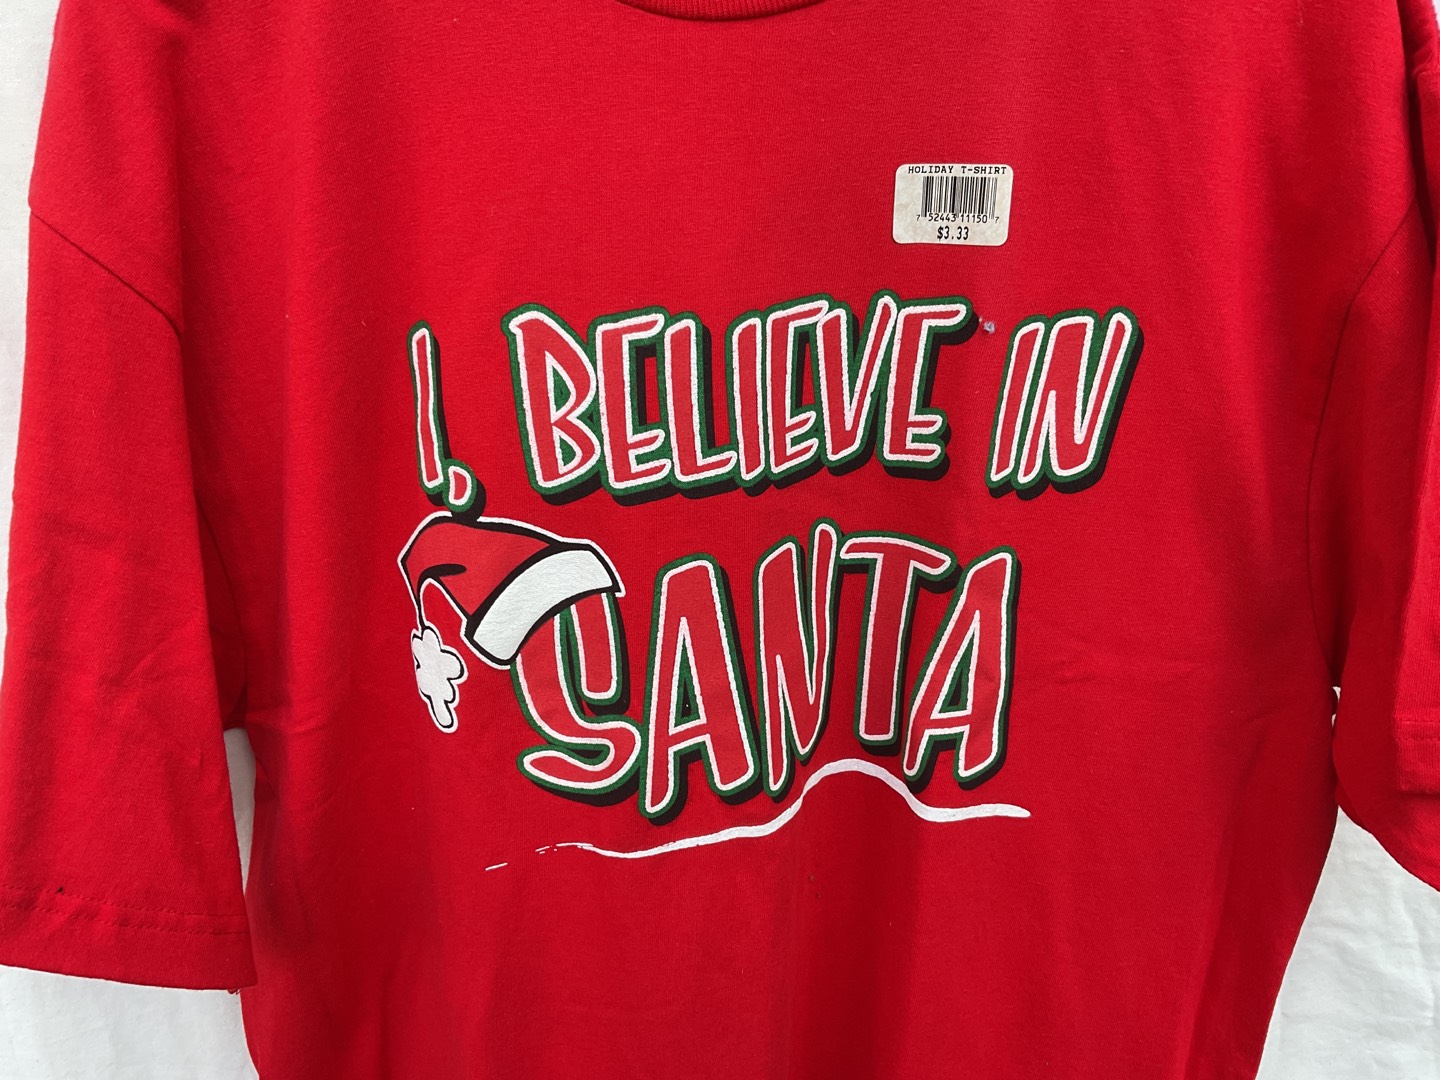 HOLIDAY T-SHIRT
7 52443 11150 7
$3.33
I, BELIEVE IN
SANTA